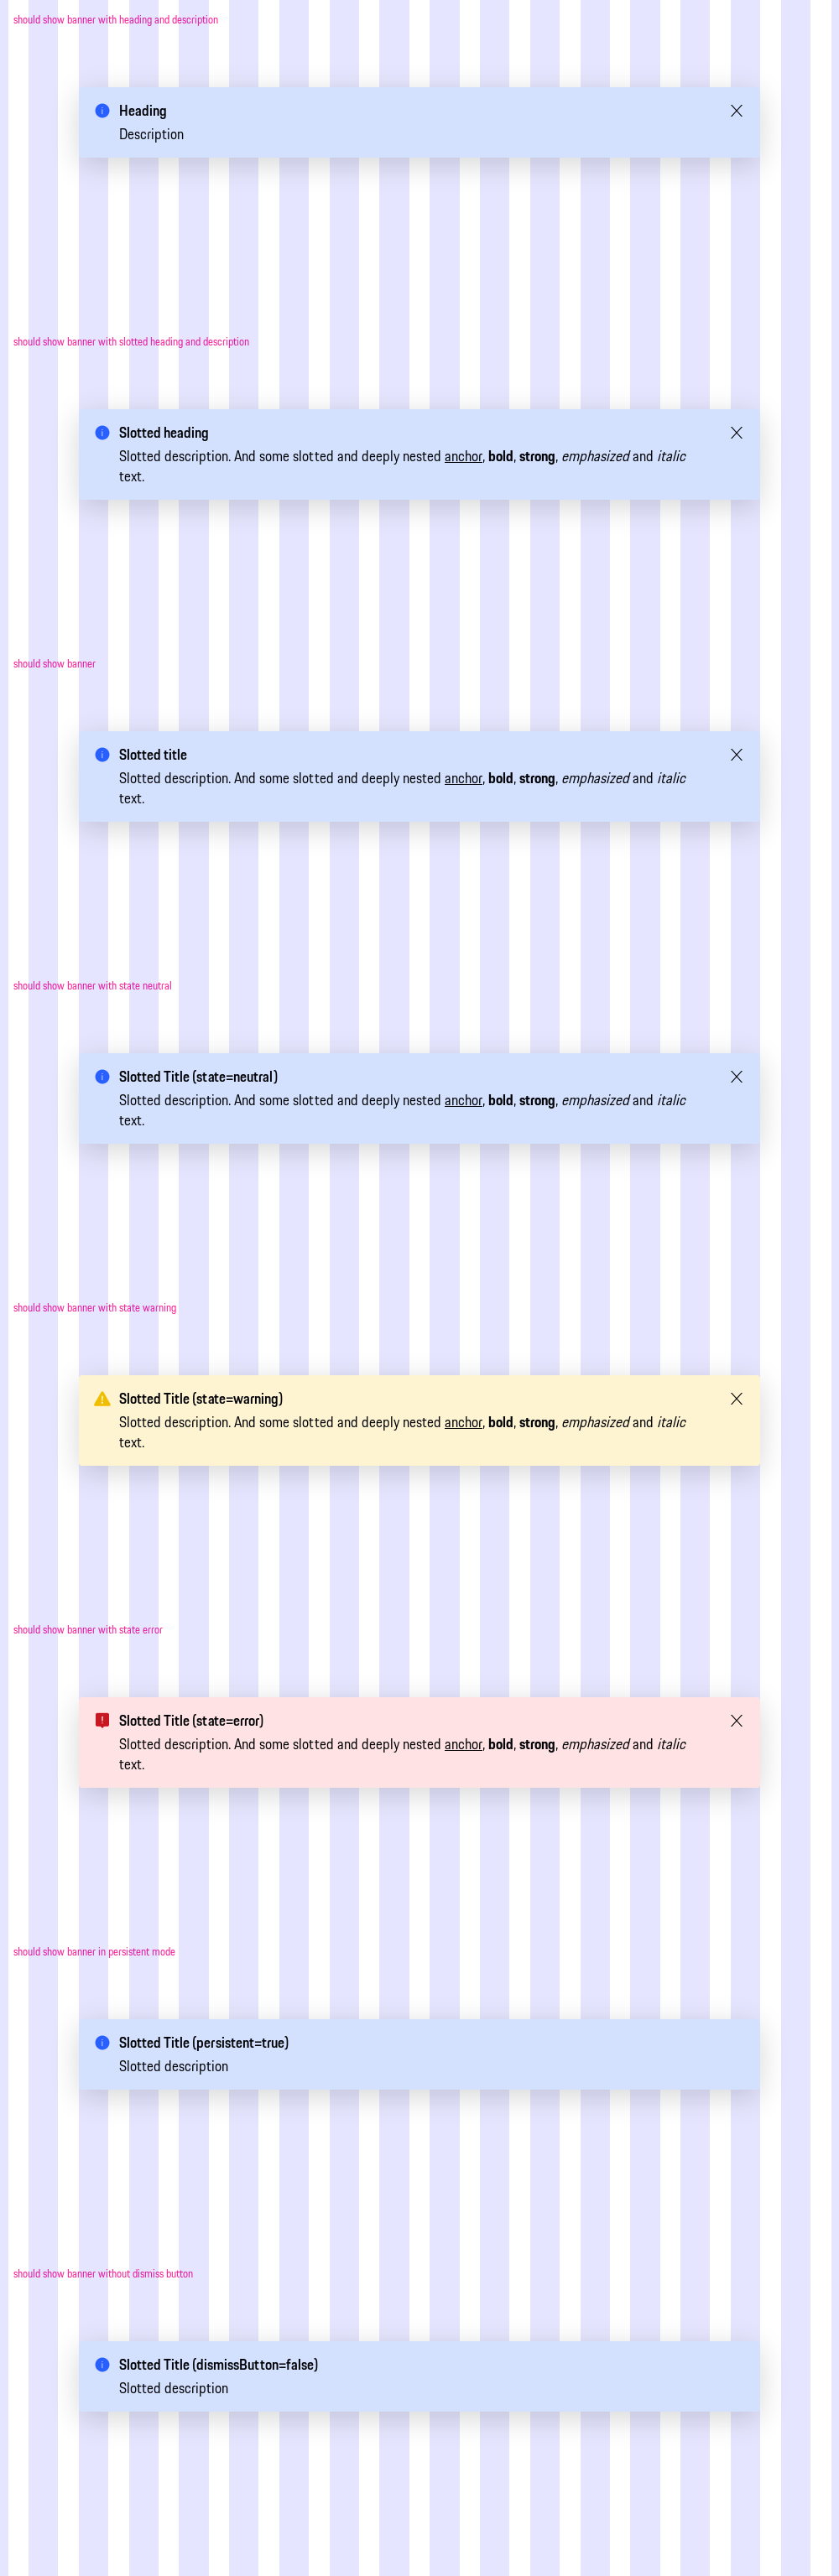 should show banner with heading and description
Heading
Description
should show banner with slotted heading and description
Slotted heading
Slotted description. And some slotted and deeply nested anchor, bold, strong, emphasized and italic
text.
should show banner
Slotted title
Slotted description. And some slotted and deeply nested anchor, bold, strong, emphasized and italic
text.
should show banner with state neutral
Slotted Title (state=neutral)
Slotted description. And some slotted and deeply nested anchor, bold, strong, emphasized and italic
text.
should show banner with state warning
Slotted Title (state=warning)
Slotted description. And some slotted and deeply nested anchor, bold, strong, emphasized and italic
text.
should show banner with state error
Slotted Title (state=error)
Slotted description. And some slotted and deeply nested anchor, bold, strong, emphasized and italic
text.
should show banner in persistent mode
Slotted Title (persistent=true)
Slotted description
should show banner without dismiss button
Slotted Title (dismissButton=false)
Slotted description